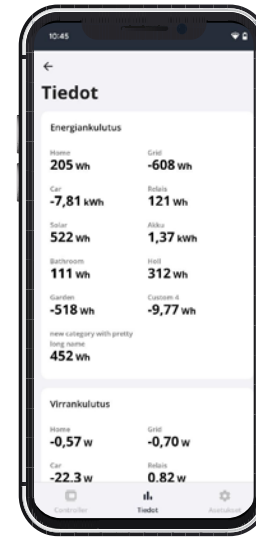 10:45
Tiedot
Energiankulutus
Home Grid
205 Wh -608 Wh
Car Relais
-7,81 kWh 121 Wh
Solar Akku
522 Wh 1,37 kWh
Bathroom Hell
111 Wh 312 Wh
Garden Custom 4
-518 Wh -9,77 Wh
new category with pretty
long name
452 Wh
Virrankulutus
Home Grid
-0,57 W -0,70 W
Car Relais
-22,3 W 0,82 W
Controller Tiedot Asetukset